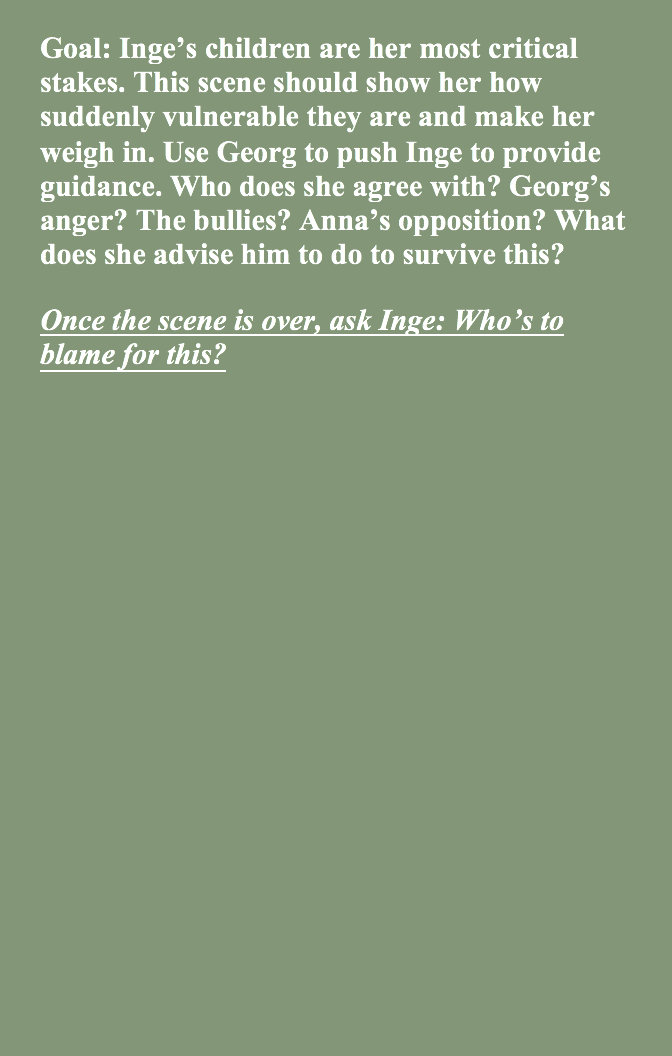 Goal: Inge’s children are her most critical
stakes. This scene should show her how
suddenly vulnerable they are and make her
weigh in. Use Georg to push Inge to provide
guidance. Who does she agree with? Georg’s
anger? The bullies? Anna’s opposition? What
does she advise him to do to survive this?
Once the scene is over, ask Inge: Who’s to
blame for this?